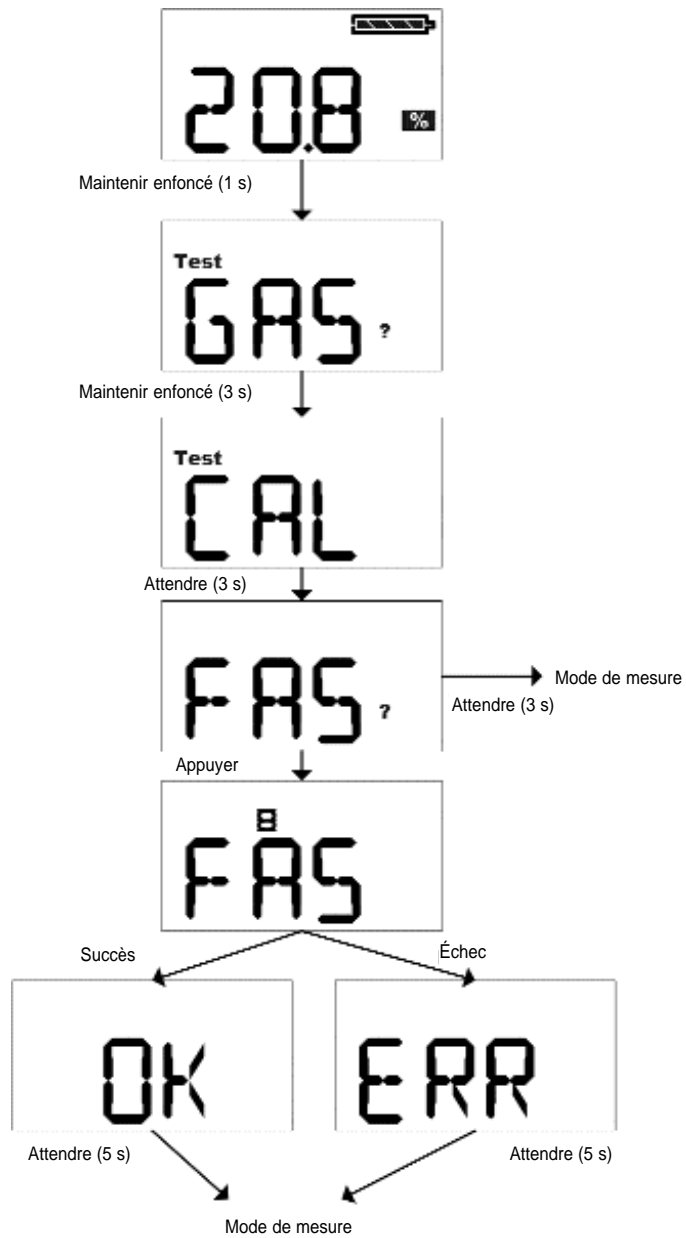 20.8
%
Maintenir enfoncé (1 s)
Test
GAS ?
Maintenir enfoncé (3 s)
Test
CAL
Attendre (3 s)
FAS ?
Mode de mesure
Attendre (3 s)
Appuyer
FAS
Succès
Échec
OK
ERR
Attendre (5 s)
Attendre (5 s)
Mode de mesure